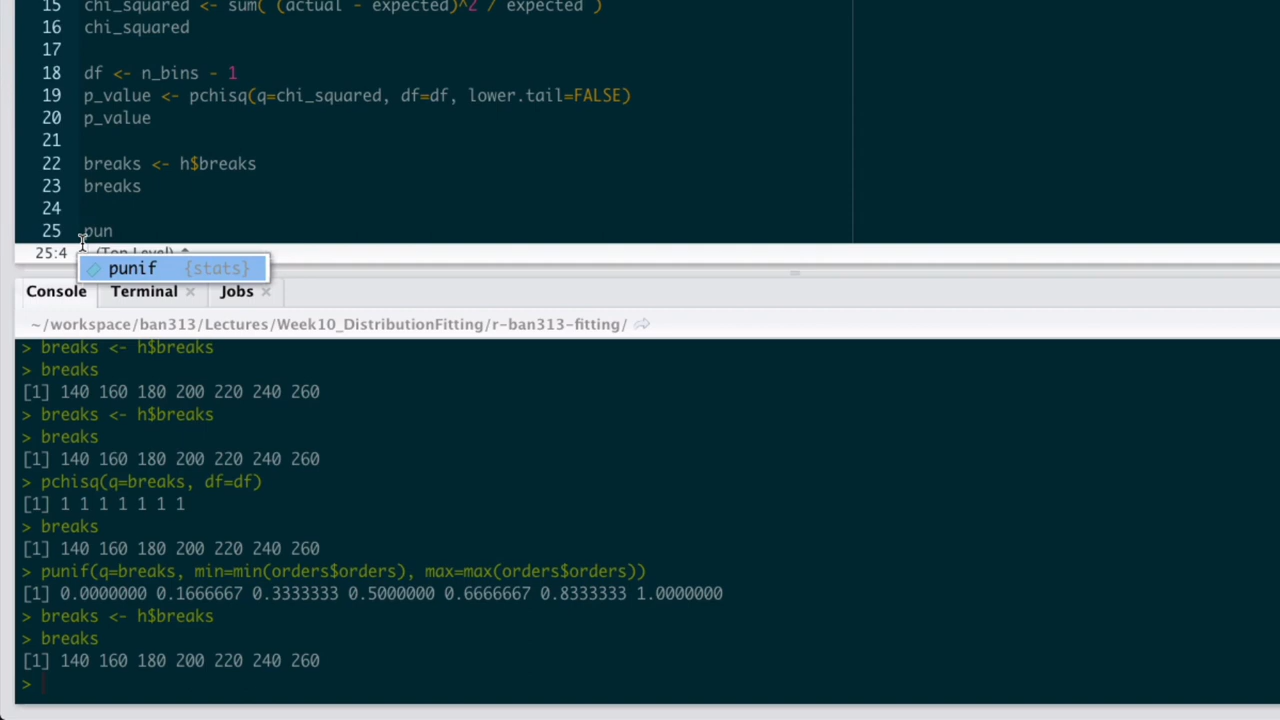 15 chi_squared <- sum( (actual - expected)^2 / expected )
16 chi_squared
17
18 df <- n_bins - 1
19 p_value <- pchisq(q=chi_squared, df=df, lower.tail=FALSE)
20 p_value
21
22 breaks <- h$breaks
23 breaks
24
25 pun
25:4 (Top Level)
punif {stats}
Console Terminal Jobs
~/workspace/ban313/Lectures/Week10_DistributionFitting/r-ban313-fitting/
> breaks <- h$breaks
> breaks
[1] 140 160 180 200 220 240 260
> breaks <- h$breaks
> breaks
[1] 140 160 180 200 220 240 260
> pchisq(q=breaks, df=df)
[1] 1 1 1 1 1 1 1
> breaks
[1] 140 160 180 200 220 240 260
> punif(q=breaks, min=min(orders$orders), max=max(orders$orders))
[1] 0.0000000 0.1666667 0.3333333 0.5000000 0.6666667 0.8333333 1.0000000
> breaks <- h$breaks
> breaks
[1] 140 160 180 200 220 240 260
>